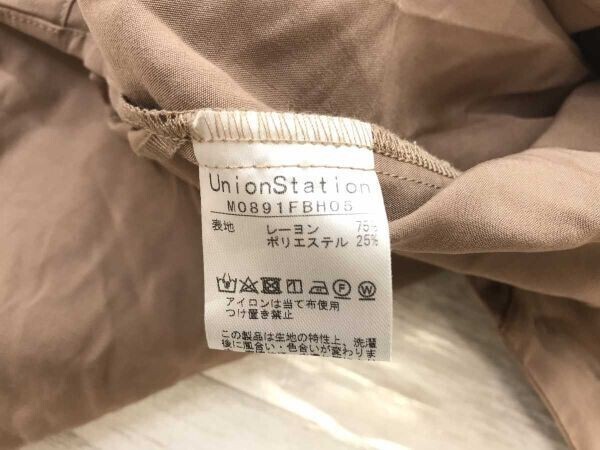 UnionStation
M0891FBH08
表地 レーヨン 75%
ポリエステル 25%
アイロンは当て布使用
つけ置き禁止
この製品は生地の特性上、洗濯
後に風合い・色合いが変わりま